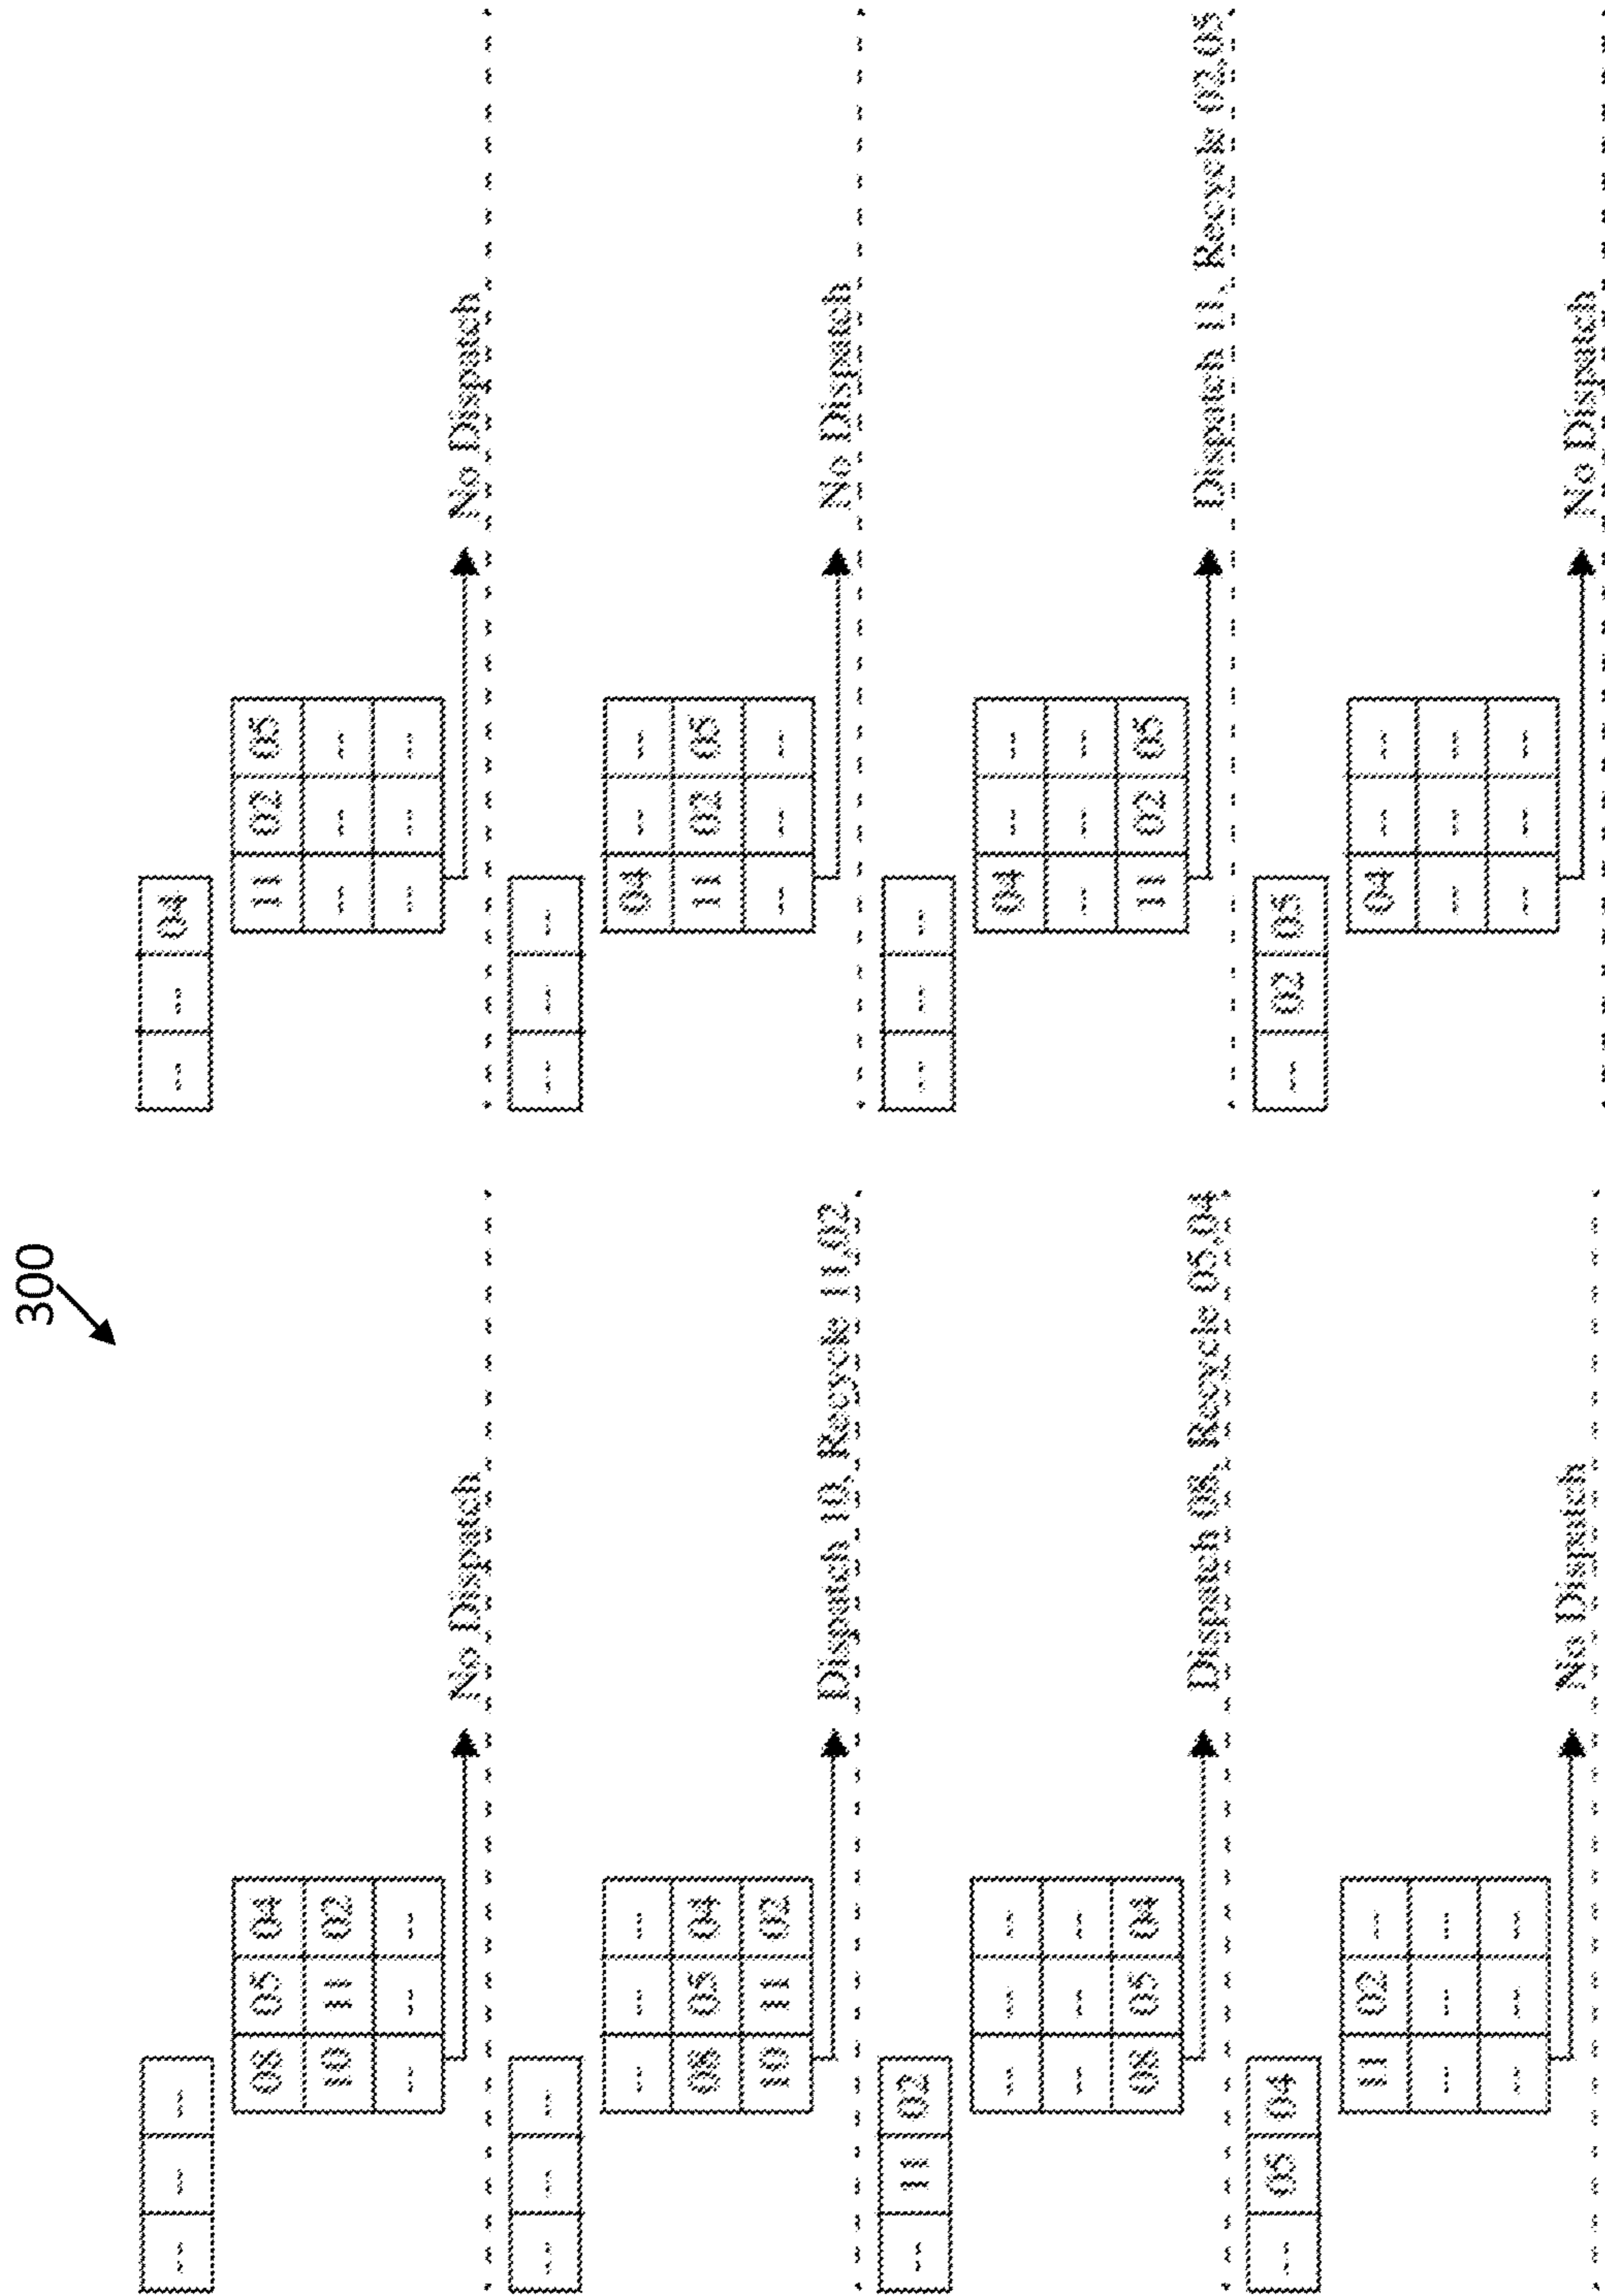 300
-- -- --
08 05 04
10 11 02
-- -- --
No Dispatch
-- -- --
-- -- --
08 05 04
10 11 02
Dispatch 10, Recycle 11,02
-- 11 02
-- -- --
-- -- --
08 05 04
Dispatch 08, Recycle 05,04
-- 05 04
11 02 --
-- -- --
-- -- --
No Dispatch
-- -- 04
11 02 05
-- -- --
-- -- --
No Dispatch
-- -- --
04 -- --
11 02 05
-- -- --
No Dispatch
-- -- --
04 -- --
-- -- --
11 02 05
Dispatch 11, Recycle 02,05
-- 02 05
04 -- --
-- -- --
-- -- --
No Dispatch